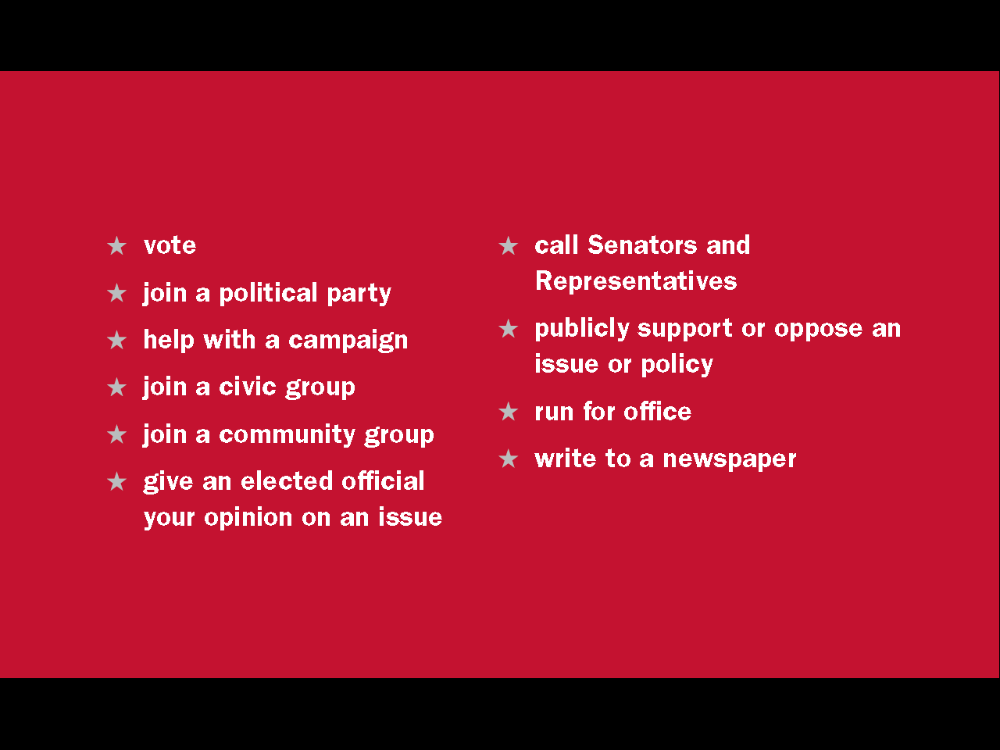 vote
join a political party
help with a campaign
join a civic group
join a community group
give an elected official
your opinion on an issue
call Senators and
Representatives
publicly support or oppose an
issue or policy
run for office
write to a newspaper